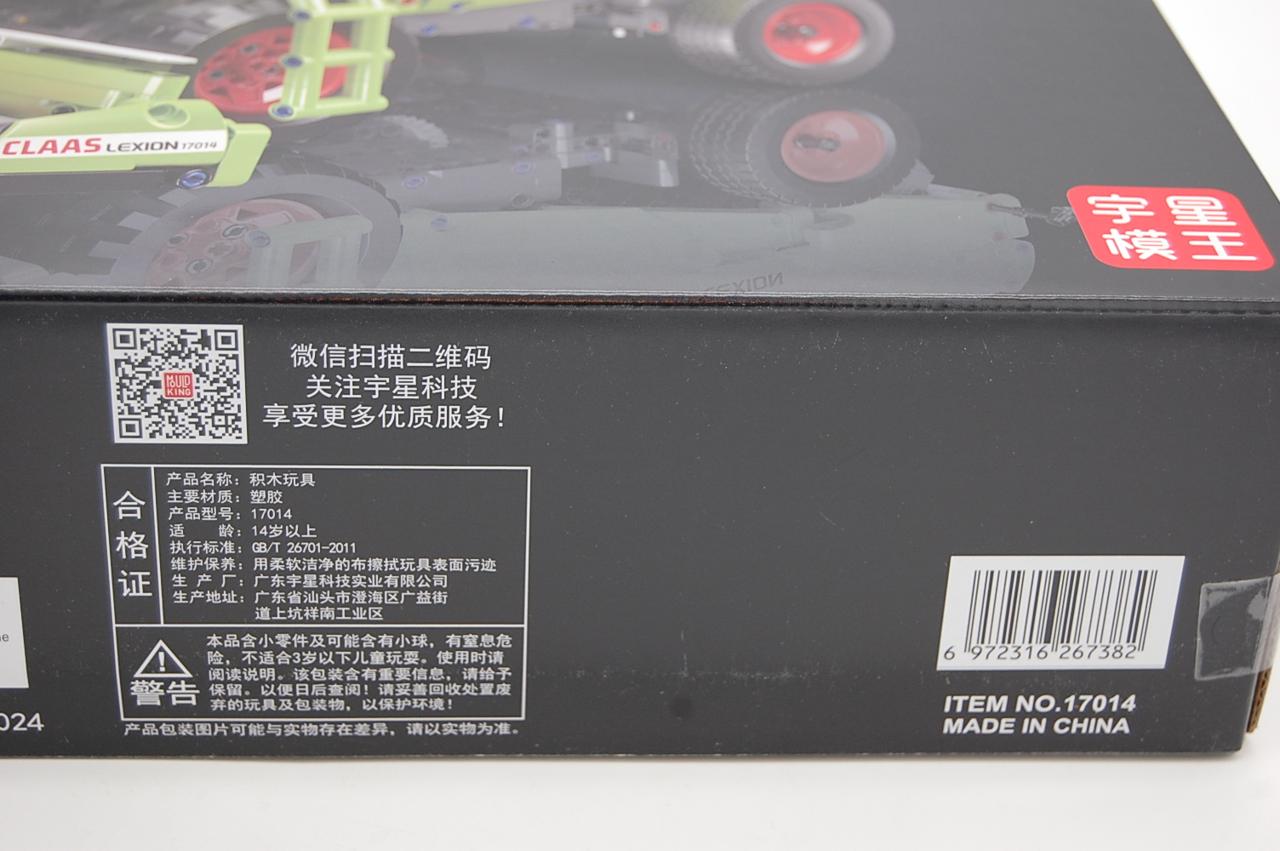 CLAAS LEXION 17014
宇星
模王
LEXION
MOULD
KING
微信扫描二维码
关注宇星科技
享受更多优质服务！
合格证
产品名称：积木玩具
主要材质：塑胶
产品型号：17014
适　　龄：14岁以上
执行标准：GB/T 26701-2011
维护保养：用柔软洁净的布擦拭玩具表面污迹
生 产 厂：广东宇星科技实业有限公司
生产地址：广东省汕头市澄海区广益街
道上坑祥南工业区
警告
本品含小零件及可能含有小球，有窒息危
险，不适合3岁以下儿童玩耍。使用时请
阅读说明。该包装含有重要信息，请给予
保留。以便日后查阅！请妥善回收处置废
弃的玩具及包装物，以保护环境！
产品包装图片可能与实物存在差异，请以实物为准。
024
6 972316 267382
ITEM NO.17014
MADE IN CHINA